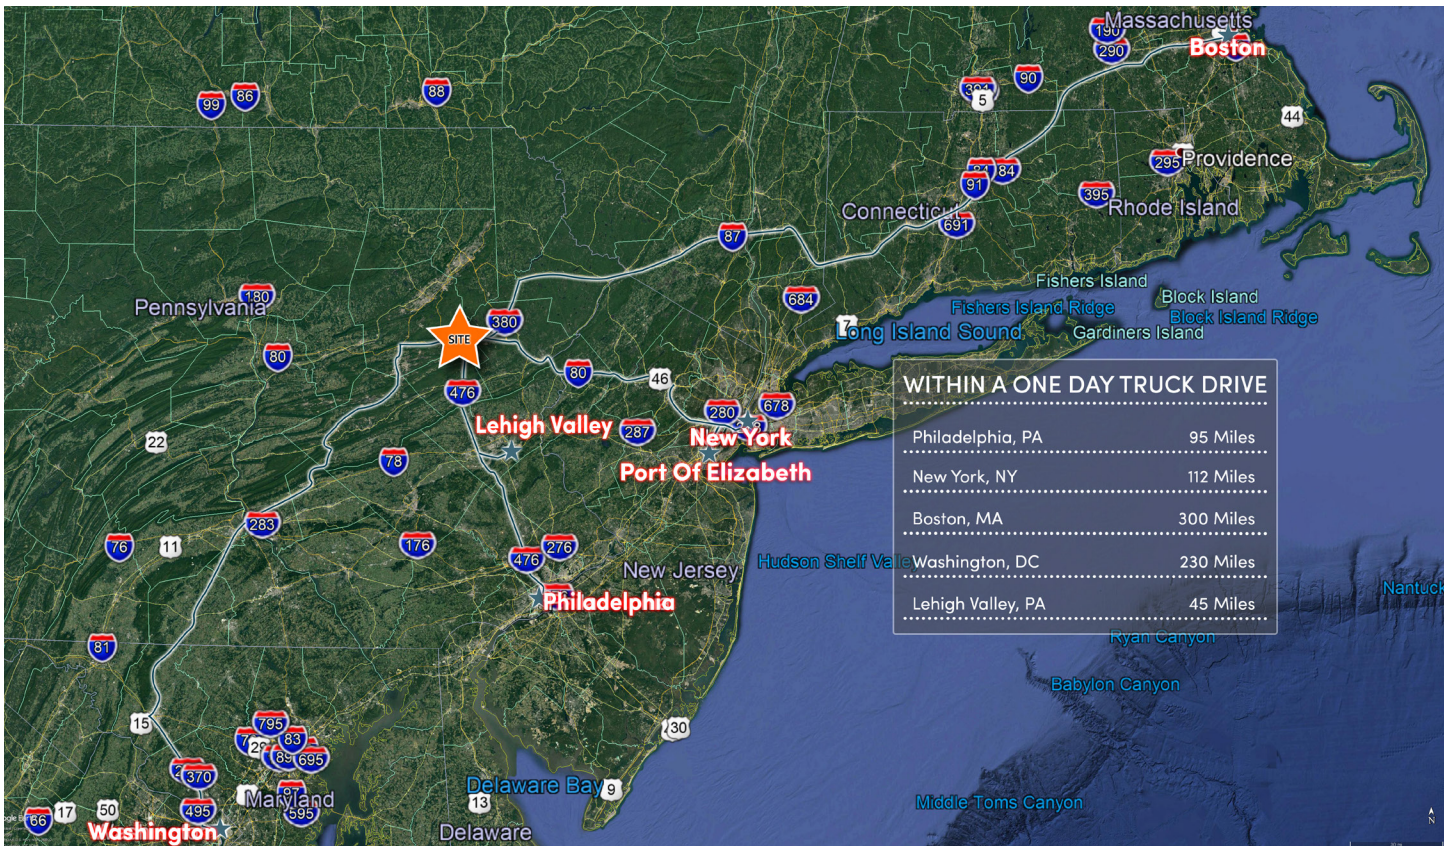 Massachusetts
190
Boston
290
90
99
86
88
5
44
295
Providence
84
91
395
Rhode Island
Connecticut
691
87
Fishers Island
684
Block Island
Fishers Island Ridge
Block Island Ridge
180
Pennsylvania
380
7
Long Island Sound
Gardiners Island
SITE
80
80
46
476
280
678
287
Lehigh Valley
New York
22
78
Port Of Elizabeth
WITHIN A ONE DAY TRUCK DRIVE
Philadelphia, PA 95 Miles
New York, NY 112 Miles
Boston, MA 300 Miles
Washington, DC 230 Miles
Lehigh Valley, PA 45 Miles
283
76
11
176
476
276
New Jersey
Hudson Shelf Valley
Philadelphia
Nantuck
81
Ryan Canyon
Babylon Canyon
15
795
83
30
695
370
Delaware Bay
9
Maryland
13
Middle Toms Canyon
66
17
50
495
595
Washington
Delaware
N